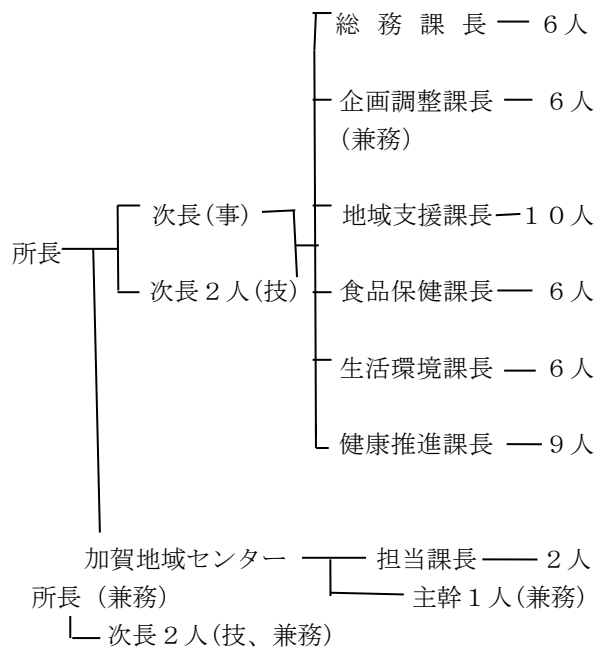 総務課長 6人
企画調整課長 6人
(兼務)
次長(事) 地域支援課長 10人
所長
次長2人(技) 食品保健課長 6人
生活環境課長 6人
健康推進課長 9人
加賀地域センター 担当課長 2人
所長(兼務) 主幹1人(兼務)
次長2人(技、兼務)